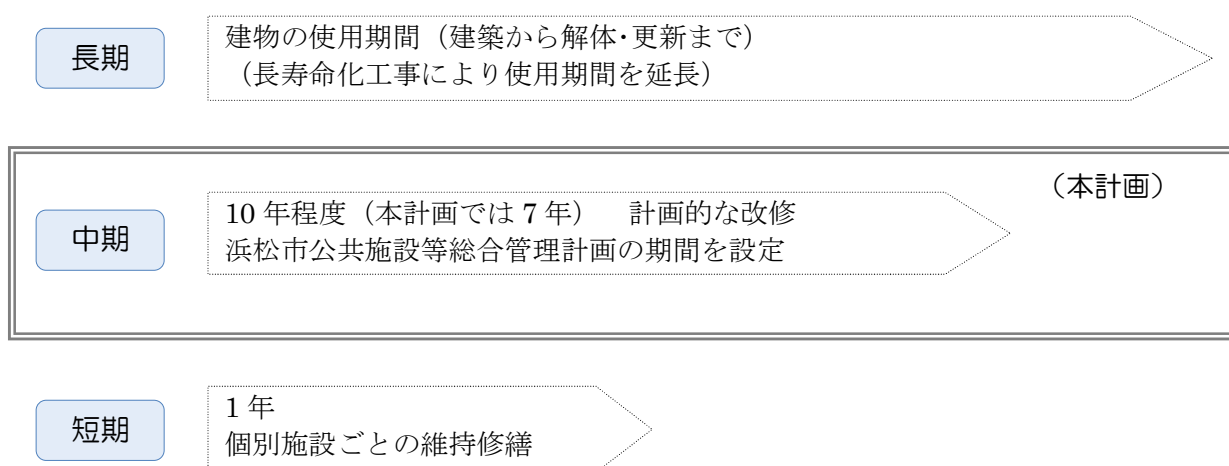 長期
建物の使用期間（建築から解体・更新まで）
（長寿命化工事により使用期間を延長）
（本計画）
中期
10 年程度（本計画では 7 年）　計画的な改修
浜松市公共施設等総合管理計画の期間を設定
短期
1 年
個別施設ごとの維持修繕